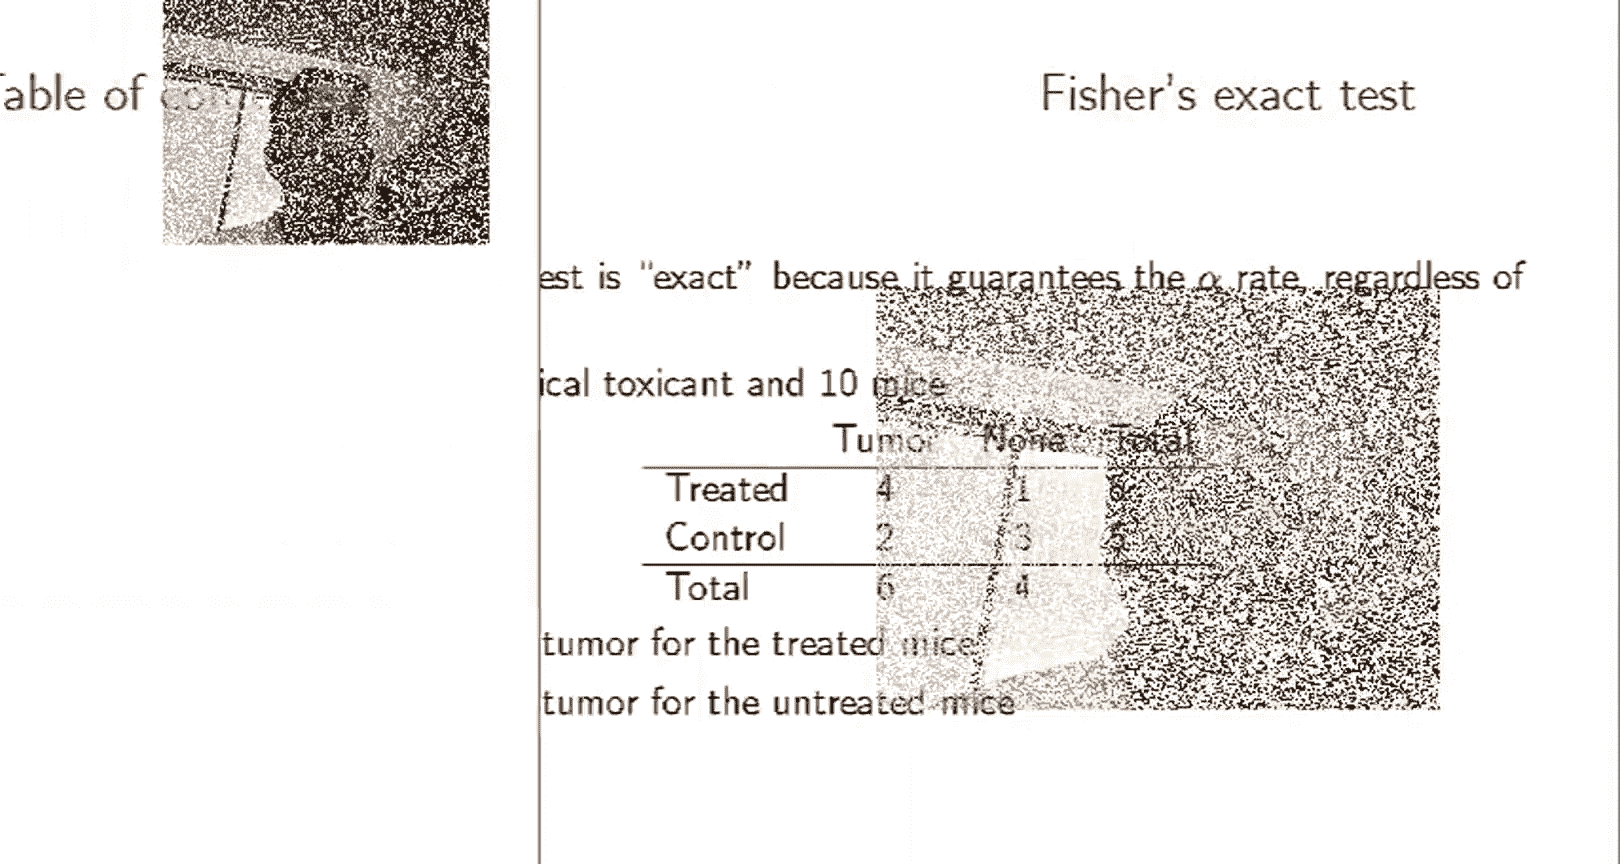 able of
Fisher's exact test
est is "exact" because it guarantees the α rate, regardless of
ical toxicant and 10 mice
Tumor None Total
Treated 4 1
Control 2 3 5
Total 6 4
tumor for the treated mice
tumor for the untreated mice